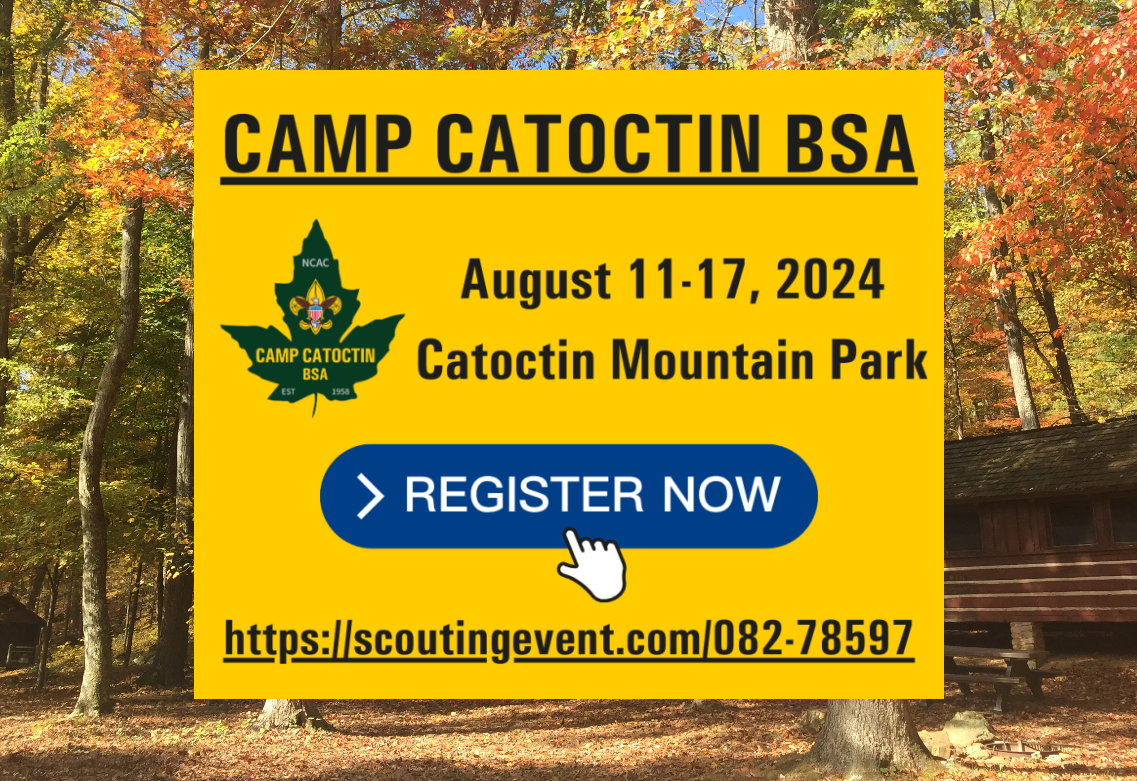 CAMP CATOCTIN BSA
NCAC
CAMP CATOCTIN
BSA
EST 1958
August 11-17, 2024
Catoctin Mountain Park
REGISTER NOW
https://scoutingevent.com/082-78597